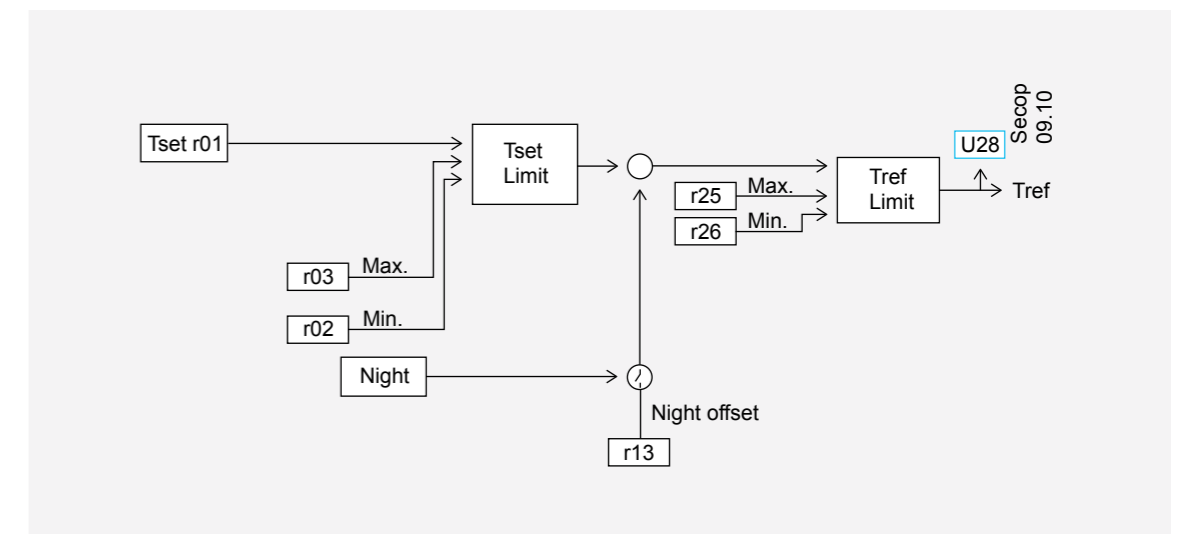 Secop
09.10
U28
Tset r01
Tset
Limit
Tref
Limit
Tref
r25
Max.
r26
Min.
r03
Max.
r02
Min.
Night
Night offset
r13